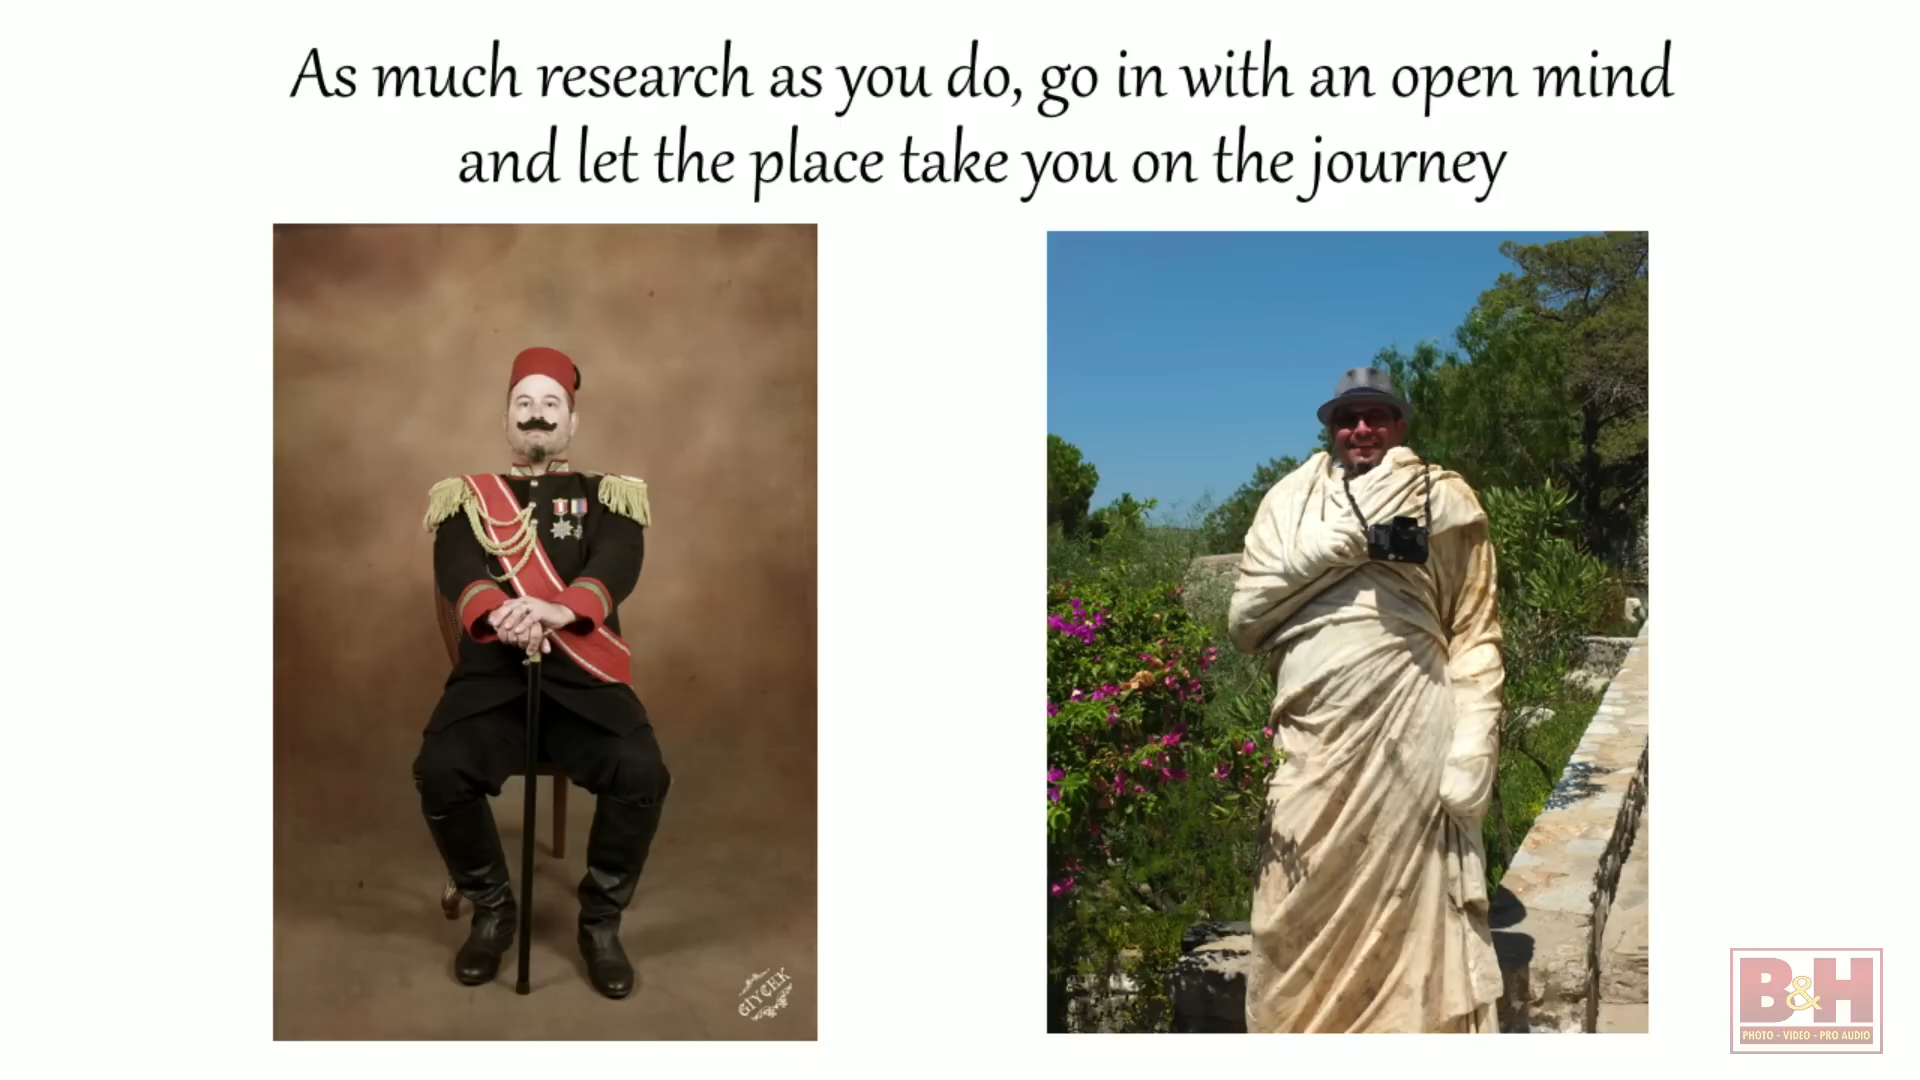 As much research as you do, go in with an open mind
and let the place take you on the journey
GIYCEK
B&H
PHOTO - VIDEO - PRO AUDIO